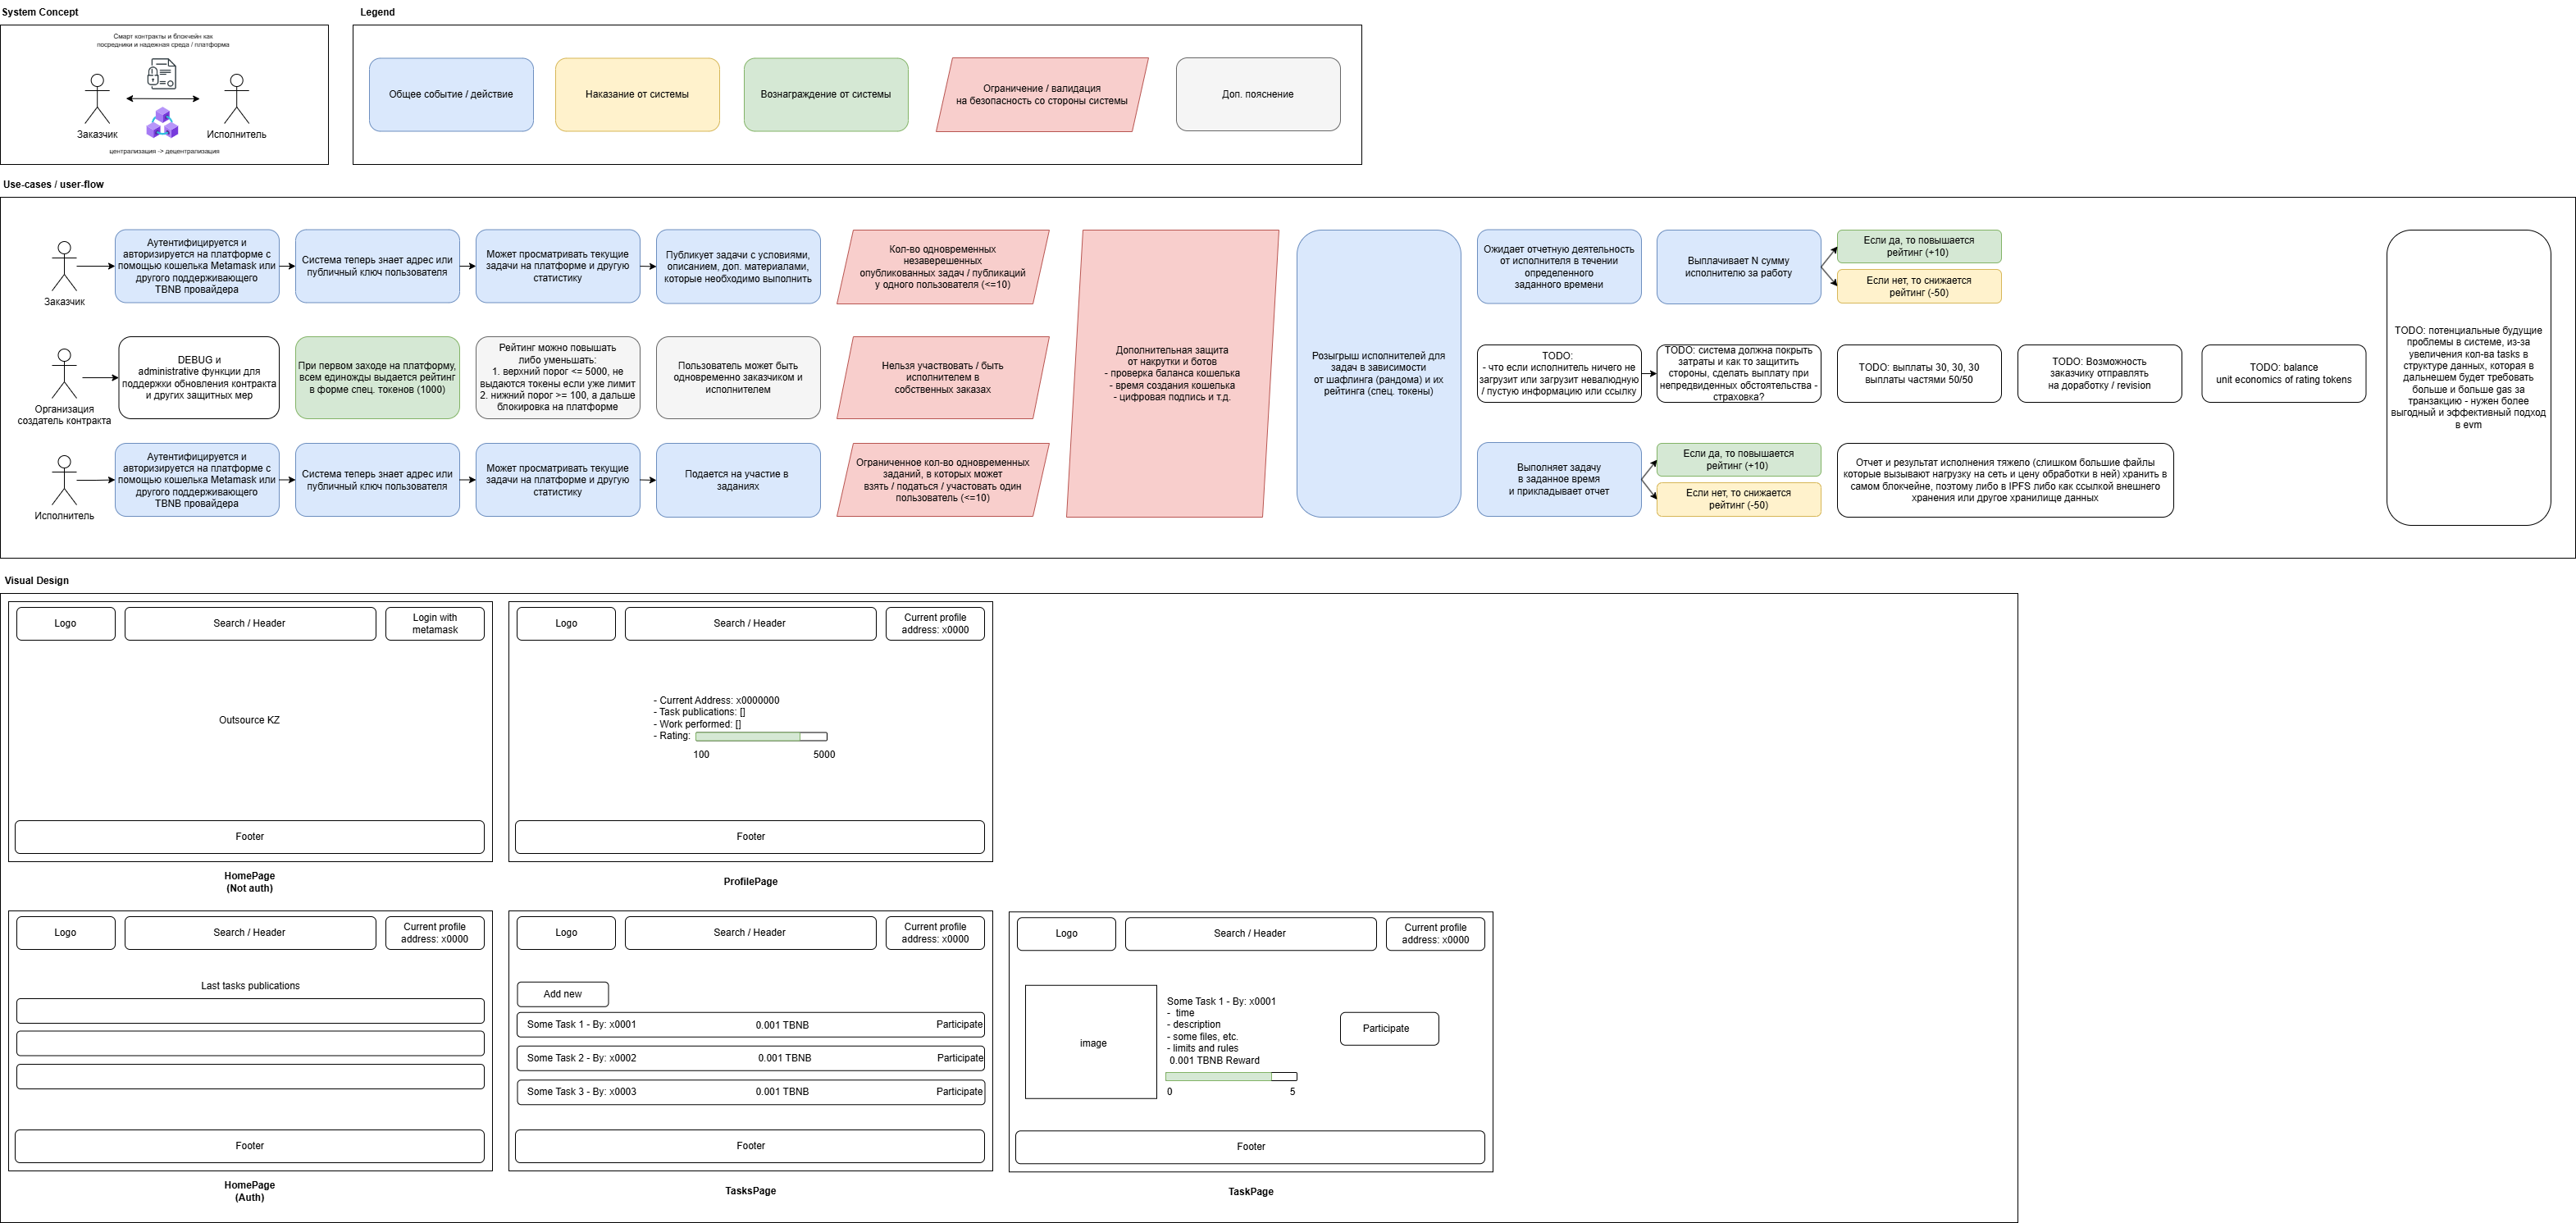 System Concept
Legend
Смарт контракты и блокчейн как
посредники и надежная среда / платформа
Заказчик
Исполнитель
централизация -> децентрализация
Общее событие / действие
Наказание от системы
Вознаграждение от системы
Ограничение / валидация
на безопасность со стороны системы
Доп. пояснение
Use-cases / user-flow
Заказчик
Аутентифицируется и
авторизируется на платформе с
помощью кошелька Metamask или
другого поддерживающего
TBNB провайдера
Система теперь знает адрес или
публичный ключ пользователя
Может просматривать текущие
задачи на платформе и другую
статистику
Публикует задачи с условиями,
описанием, доп. материалами,
которые необходимо выполнить
Кол-во одновременных
незаверешенных
опубликованных задач / публикаций
у одного пользователя (<=10)
Дополнительная защита
от накрутки и ботов
- проверка баланса кошелька
- время создания кошелька
- цифровая подпись и т.д.
Розыгрыш исполнителей для
задач в зависимости
от шафлинга (рандома) и их
рейтинга (спец. токены)
Ожидает отчетную деятельность
от исполнителя в течении
определенного
заданного времени
Выплачивает N сумму
исполнителю за работу
Если да, то повышается
рейтинг (+10)
Если нет, то снижается
рейтинг (-50)
Организация
создатель контракта
DEBUG и
administrative функции для
поддержки обновления контракта
и других защитных мер
При первом заходе на платформу,
всем единожды выдается рейтинг
в форме спец. токенов (1000)
Рейтинг можно повышать
либо уменьшать:
1. верхний порог <= 5000, не
выдаются токены если уже лимит
2. нижний порог >= 100, а дальше
блокировка на платформе
Пользователь может быть
одновременно заказчиком и
исполнителем
Нельзя участвовать / быть
исполнителем в
собственных заказах
TODO:
- что если исполнитель ничего не
загрузит или загрузит невалюдную
/ пустую информацию или ссылку
TODO: система должна покрыть
затраты и как то защитить
стороны, сделать выплату при
непредвиденных обстоятельства -
страховка?
TODO: выплаты 30, 30, 30
выплаты частями 50/50
TODO: Возможность
заказчику отправлять
на доработку / revision
TODO: balance
unit economics of rating tokens
TODO: потенциальные будущие
проблемы в системе, из-за
увеличения кол-ва tasks в
структуре данных, которая в
дальнешем будет требовать
больше и больше gas за
транзакцию - нужен более
выгодный и эффективный подход
в evm
Исполнитель
Аутентифицируется и
авторизируется на платформе с
помощью кошелька Metamask или
другого поддерживающего
TBNB провайдера
Система теперь знает адрес или
публичный ключ пользователя
Может просматривать текущие
задачи на платформе и другую
статистику
Подается на участие в
заданиях
Ограниченное кол-во одновременных
заданий, в которых может
взять / податься / участовать один
пользователь (<=10)
Выполняет задачу
в заданное время
и прикладывает отчет
Если да, то повышается
рейтинг (+10)
Если нет, то снижается
рейтинг (-50)
Отчет и результат исполнения тяжело (слишком большие файлы
которые вызывают нагрузку на сеть и цену обработки в ней) хранить в
самом блокчейне, поэтому либо в IPFS либо как ссылкой внешнего
хранения или другое хранилище данных
Visual Design
Logo
Search / Header
Login with
metamask
Outsource KZ
Footer
HomePage
(Not auth)
Logo
Search / Header
Current profile
address: x0000
- Current Address: x0000000
- Task publications: []
- Work performed: []
- Rating:
100
5000
Footer
ProfilePage
Logo
Search / Header
Current profile
address: x0000
Last tasks publications
Footer
HomePage
(Auth)
Logo
Search / Header
Current profile
address: x0000
Add new
Some Task 1 - By: x0001
0.001 TBNB
Participate
Some Task 2 - By: x0002
0.001 TBNB
Participate
Some Task 3 - By: x0003
0.001 TBNB
Participate
Footer
TasksPage
Logo
Search / Header
Current profile
address: x0000
image
Some Task 1 - By: x0001
- time
- description
- some files, etc.
- limits and rules
0.001 TBNB Reward
0
5
Participate
Footer
TaskPage